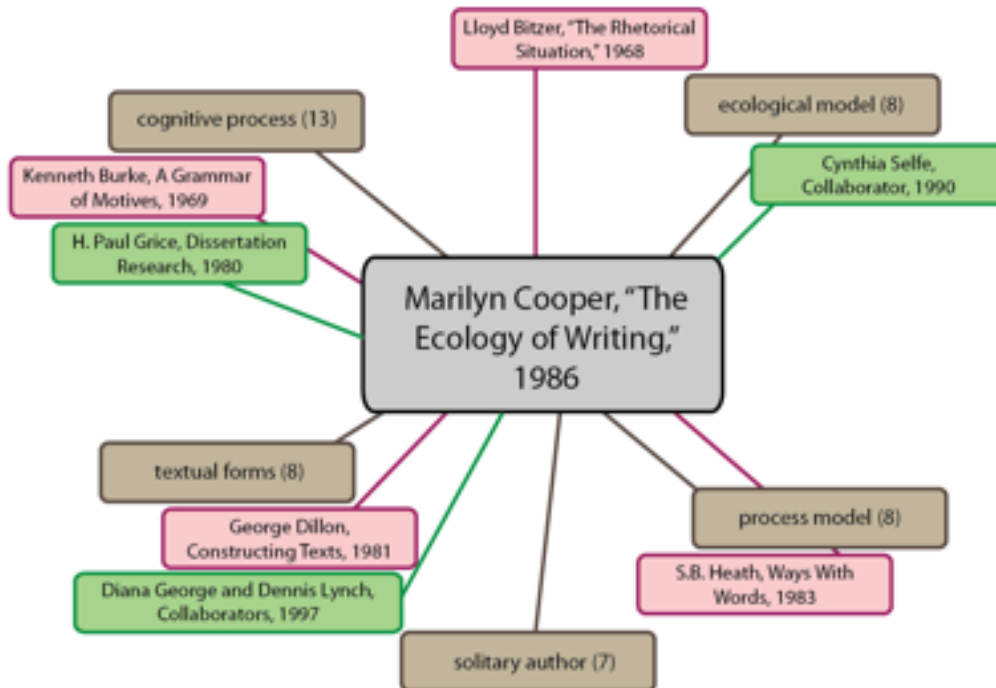 Lloyd Bitzer, "The Rhetorical
Situation," 1968
cognitive process (13)
ecological model (8)
Kenneth Burke, A Grammar
of Motives, 1969
Cynthia Selfe,
Collaborator, 1990
H. Paul Grice, Dissertation
Research, 1980
Marilyn Cooper, "The
Ecology of Writing,"
1986
textual forms (8)
process model (8)
George Dillon,
Constructing Texts, 1981
S.B. Heath, Ways With
Words, 1983
Diana George and Dennis Lynch,
Collaborators, 1997
solitary author (7)